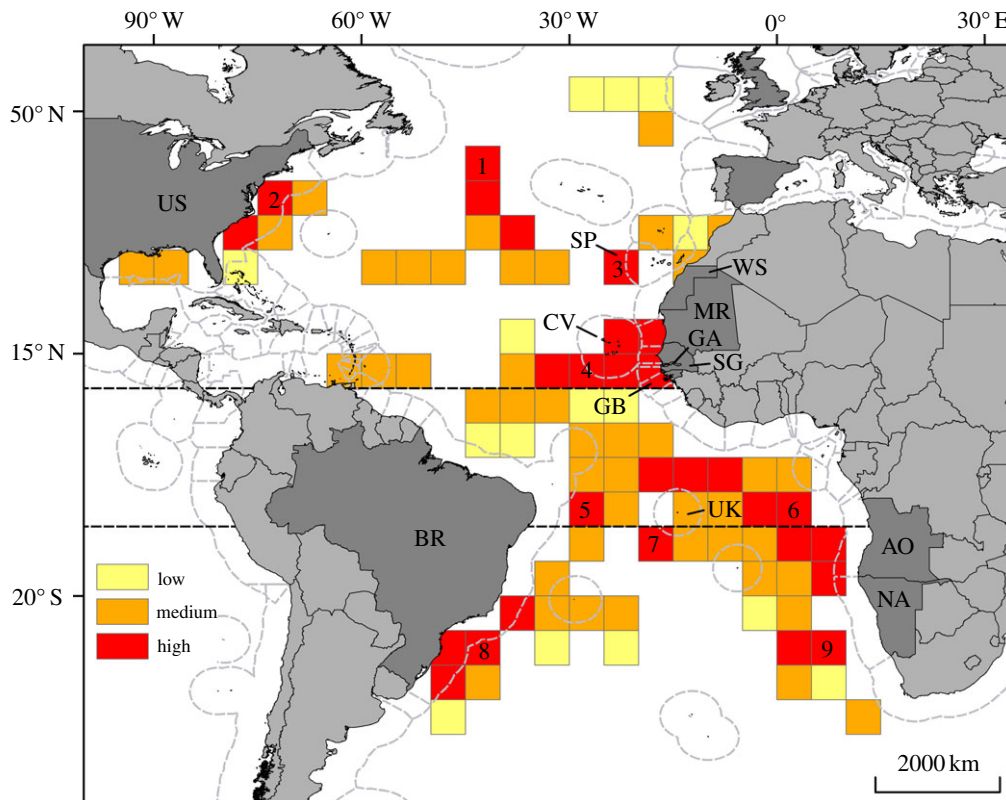 90° W 60° W 30° W 0° 30° E
50° N
1
US 2
SP
3 WS
MR
CV GA
15° N
4 SG
GB
5 UK 6
BR 7 AO
low
medium 20° S NA
high
8 9
2000 km